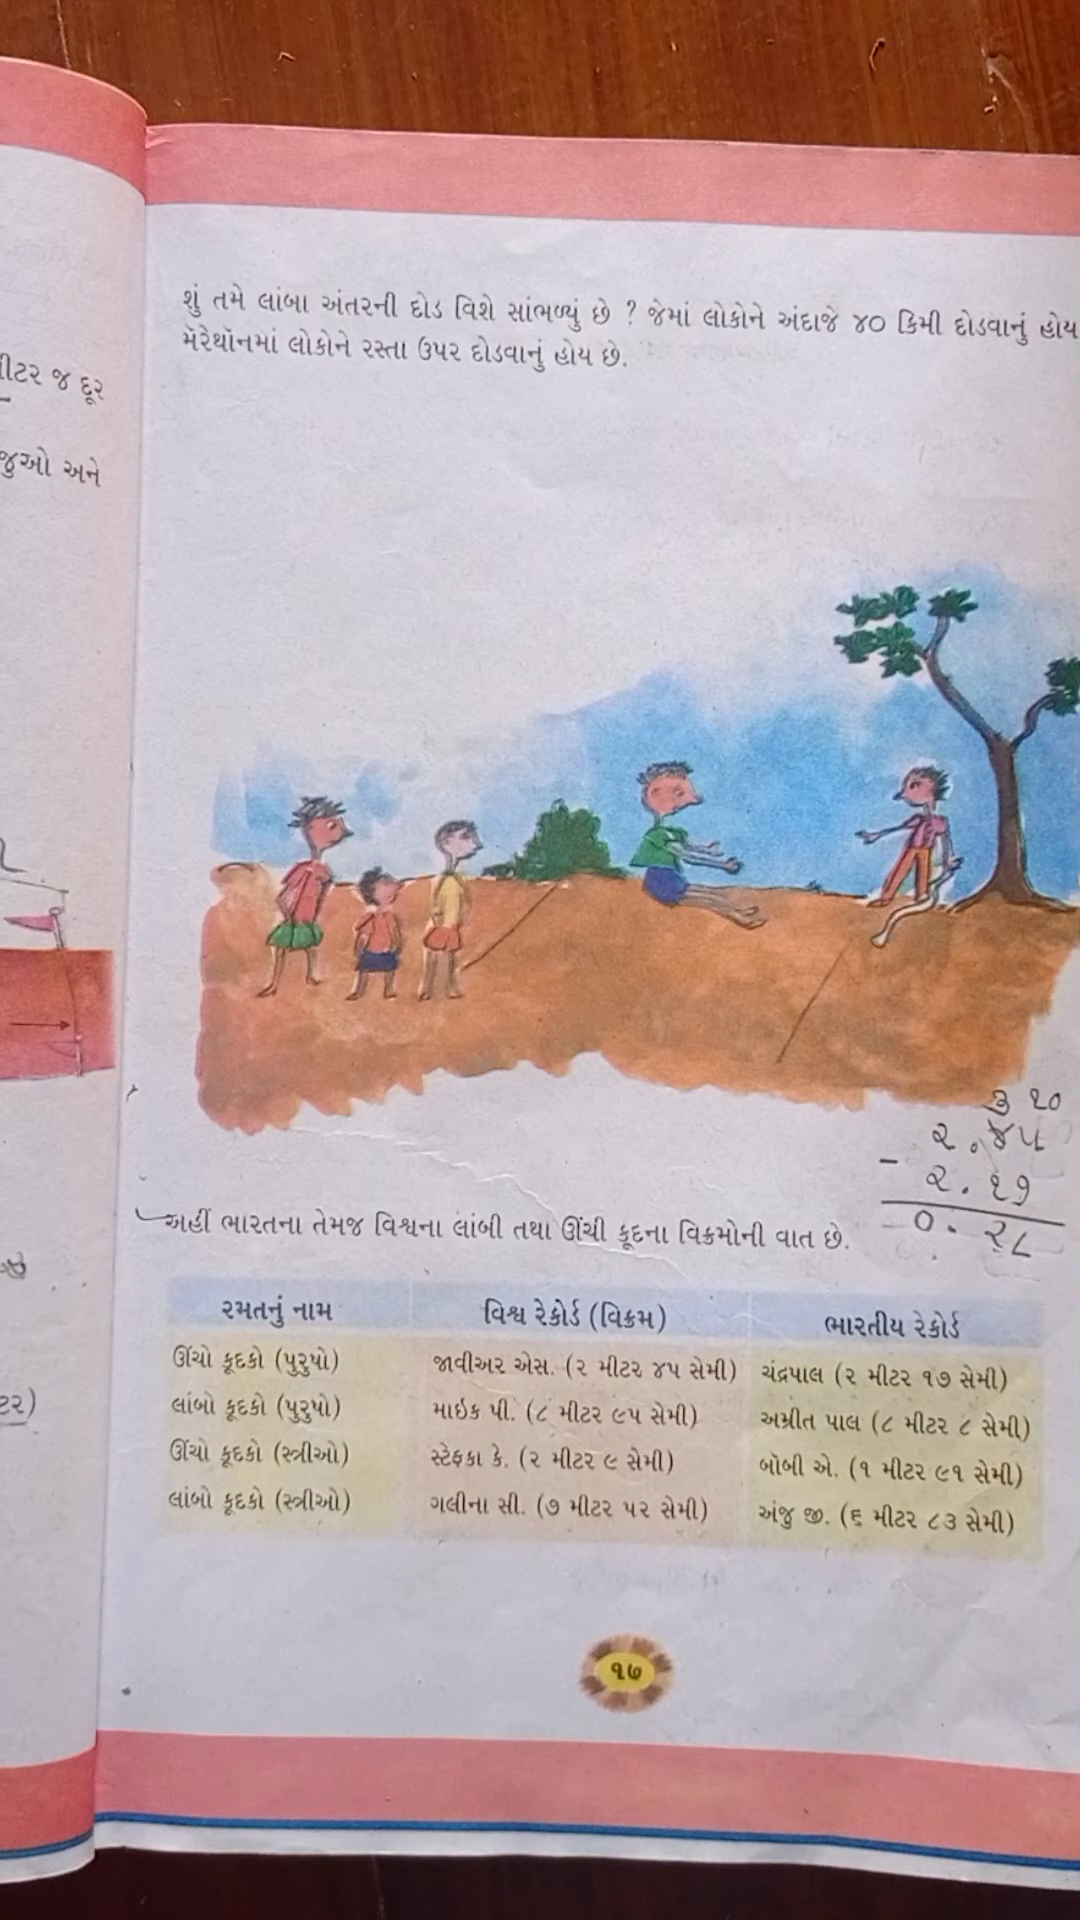 શું તમે લાંબા અંતરની દોડ વિશે સાંભળ્યું છે ? જેમાં લોકોને અંદાજે ૪૦ કિમી દોડવાનું હોય
મૅરેથૉનમાં લોકોને રસ્તા ઉપર દોડવાનું હોય છે.
જ દૂર
અને
૩ ૧૦
૨.૪૫
- ૨.૧૭
૦.૨૮
અહીં ભારતના તેમજ વિશ્વના લાંબી તથા ઊંચી કૂદના વિક્રમોની વાત છે.
રમતનું નામ વિશ્વ રેકોર્ડ (વિક્રમ) ભારતીય રેકોર્ડ
ઊંચો કૂદકો (પુરુષો) જાવીઅર એસ. (૨ મીટર ૪૫ સેમી) ચંદ્રપાલ (૨ મીટર ૧૭ સેમી)
લાંબો કૂદકો (પુરુષો) માઇક પી. (૮ મીટર ૯૫ સેમી) અમ્રીત પાલ (૮ મીટર ૮ સેમી)
ઊંચો કૂદકો (સ્ત્રીઓ) સ્ટેફકા કે. (૨ મીટર ૯ સેમી) બૉબી એ. (૧ મીટર ૯૧ સેમી)
લાંબો કૂદકો (સ્ત્રીઓ) ગલીના સી. (૭ મીટર ૫૨ સેમી) અંજુ જી. (૬ મીટર ૮૩ સેમી)
૧૭